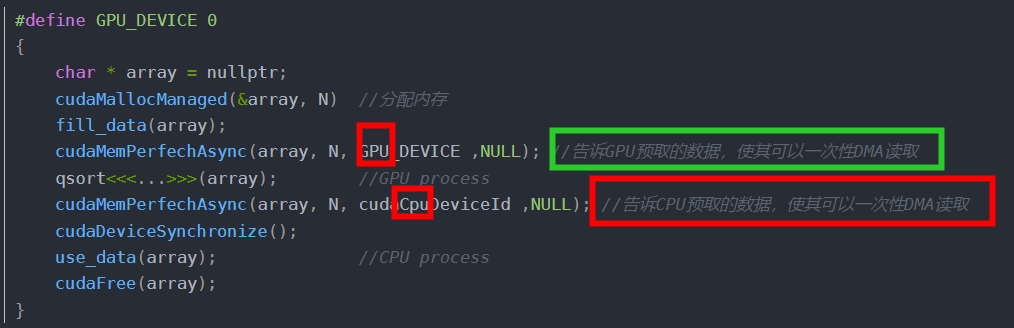 #define GPU_DEVICE 0
{
char * array = nullptr;
cudaMallocManaged(&array, N) //分配内存
fill_data(array);
cudaMemPerfechAsync(array, N, GPU_DEVICE ,NULL); //告诉GPU预取的数据，使其可以一次性DMA读取
qsort<<<...>>>(array); //GPU process
cudaMemPerfechAsync(array, N, cudaCpuDeviceId ,NULL); //告诉CPU预取的数据，使其可以一次性DMA读取
cudaDeviceSynchronize();
use_data(array); //CPU process
cudaFree(array);
}